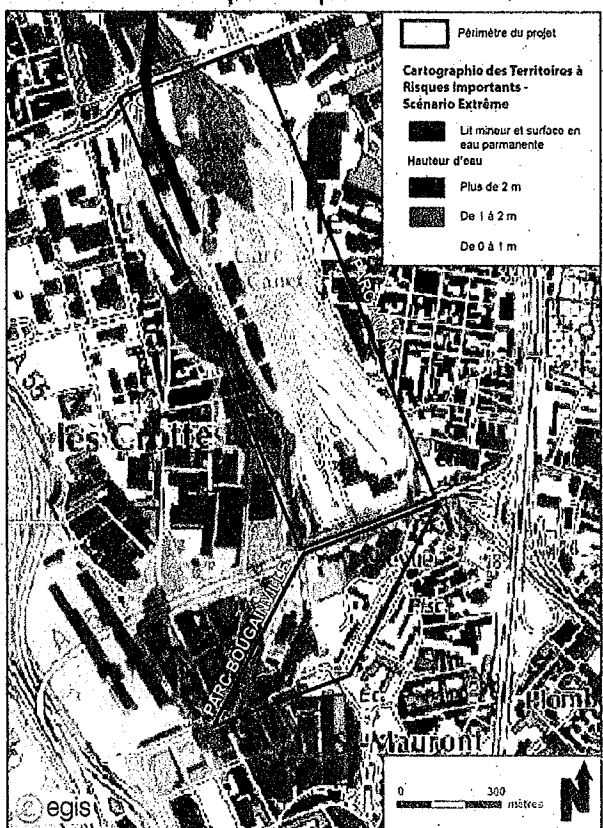 Périmètre du projet
Cartographie des Territoires à
Risques Importants -
Scénario Extrême
Lit mineur et surface en
eau parmanente
Hauteur d'eau
Plus de 2 m
De 1 à 2 m
De 0 à 1 m
Gare
Canet
les Crottes
PARC BOUGAINVILLE
Mauront
0 300
mètres
N
© egis